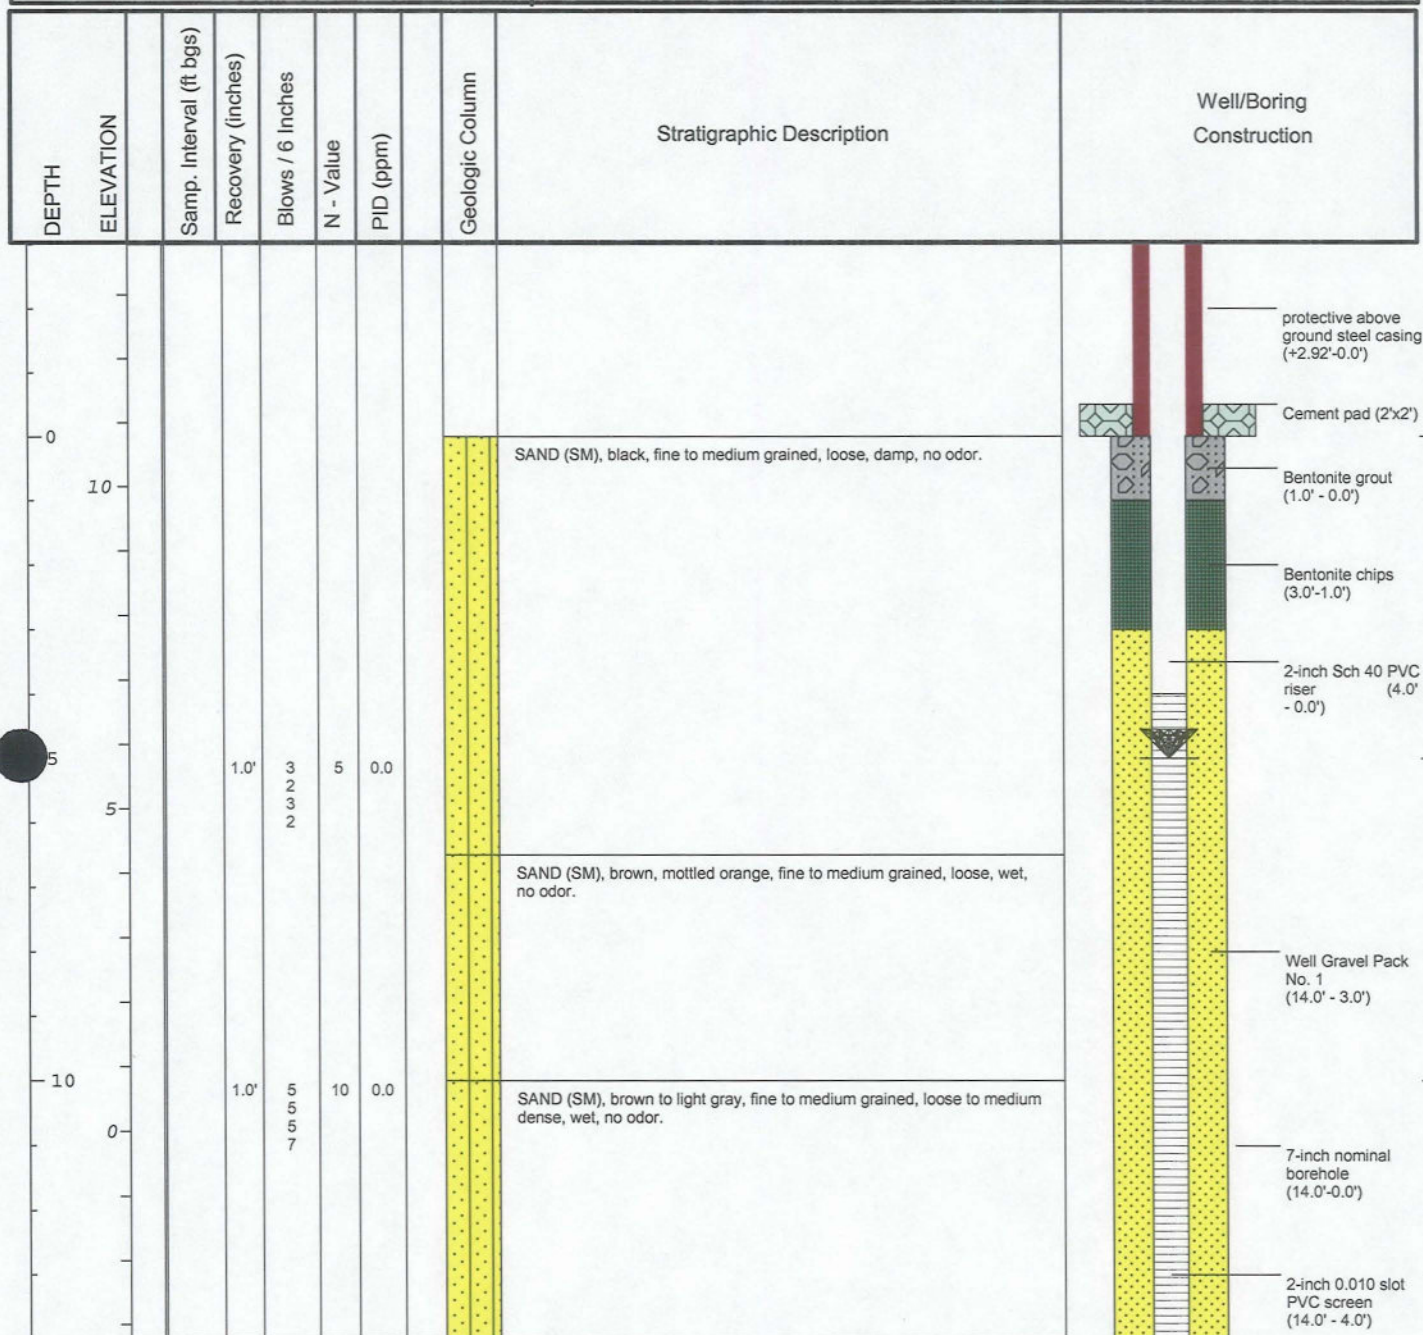 DEPTH
ELEVATION
Samp. Interval (ft bgs)
Recovery (inches)
Blows / 6 Inches
N - Value
PID (ppm)
Geologic Column
Stratigraphic Description
Well/Boring
Construction
protective above
ground steel casing
(+2.92'-0.0')
Cement pad (2'x2')
0
SAND (SM), black, fine to medium grained, loose, damp, no odor.
Bentonite grout
(1.0' - 0.0')
10
Bentonite chips
(3.0'-1.0')
2-inch Sch 40 PVC
riser (4.0'
- 0.0')
5
1.0' 3 5 0.0
2
3
2
5
SAND (SM), brown, mottled orange, fine to medium grained, loose, wet,
no odor.
Well Gravel Pack
No. 1
(14.0' - 3.0')
10
1.0' 5 10 0.0
5
5
7
SAND (SM), brown to light gray, fine to medium grained, loose to medium
dense, wet, no odor.
0
7-inch nominal
borehole
(14.0'-0.0')
2-inch 0.010 slot
PVC screen
(14.0' - 4.0')